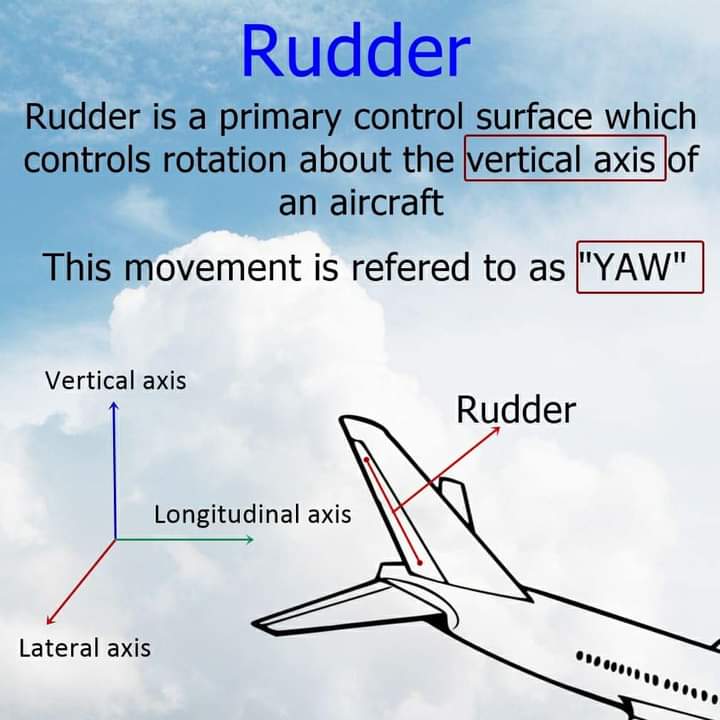 Rudder
Rudder is a primary control surface which
controls rotation about the vertical axis of
an aircraft
This movement is refered to as "YAW"
Vertical axis
Rudder
Longitudinal axis
Lateral axis